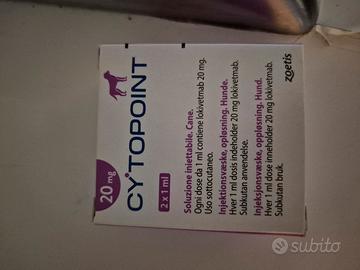 CYTOPOINT
20 mg
2 x 1 ml
Soluzione iniettabile. Cane.
Ogni dose da 1 ml contiene lokivetmab 20 mg.
Uso sottocutaneo.
Injektionsvæske, opløsning. Hunde.
Hver 1 ml dosis indeholder 20 mg lokivetmab.
Subkutan anvendelse.
Injeksjonsvæske, oppløsning. Hund.
Hver 1 ml dose inneholder 20 mg lokivetmab.
Subkutan bruk.
zoetis
subito